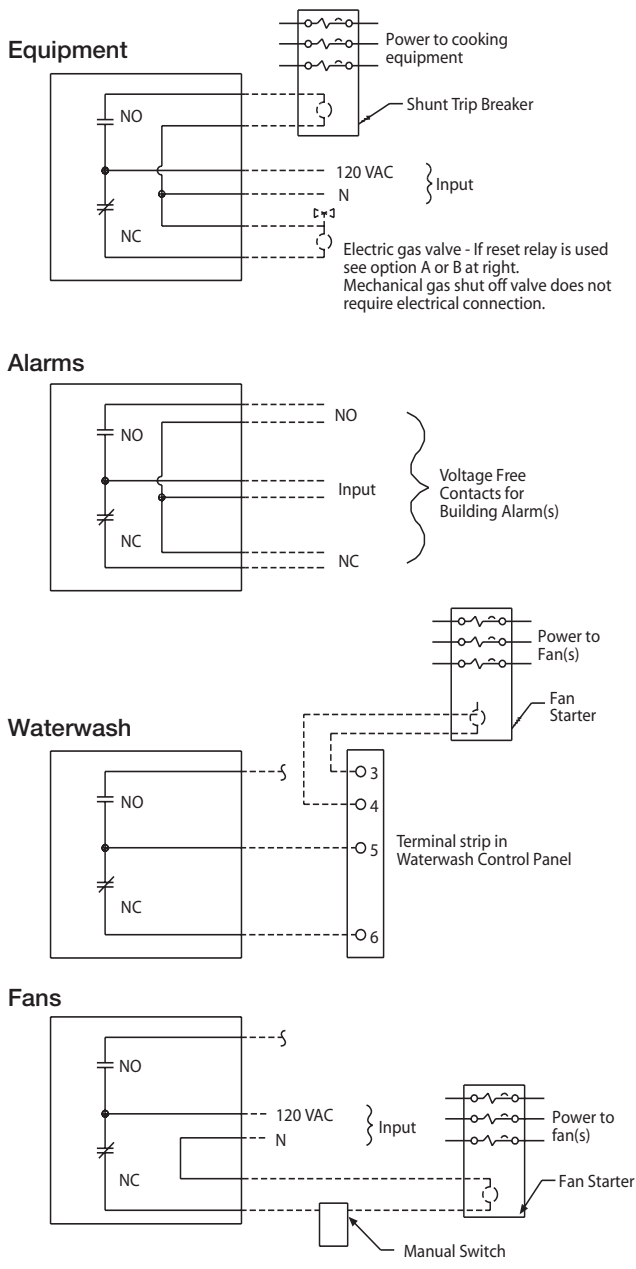 Equipment
Power to cooking
equipment
Shunt Trip Breaker
NO
120 VAC
N
Input
NC
Electric gas valve - If reset relay is used
see option A or B at right.
Mechanical gas shut off valve does not
require electrical connection.
Alarms
NO
NO
Input
Voltage Free
Contacts for
Building Alarm(s)
NC
NC
Power to
Fan(s)
Fan
Starter
Waterwash
3
NO
4
5
Terminal strip in
Waterwash Control Panel
NC
6
Fans
NO
120 VAC
N
Input
Power to
fan(s)
NC
Fan Starter
Manual Switch